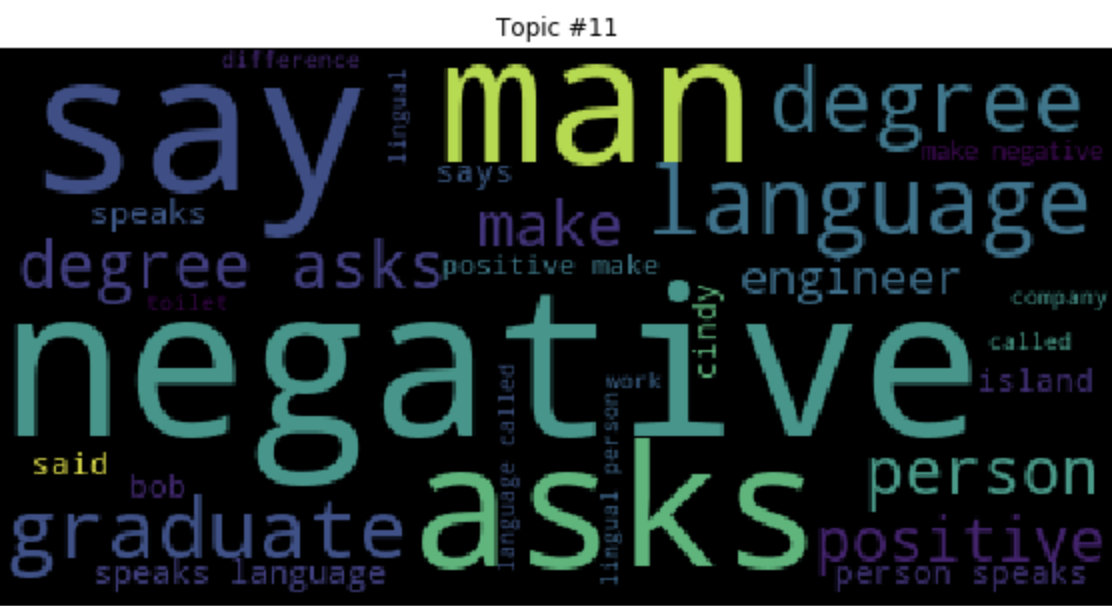 Topic #11
difference
say
lingual
man
degree
make negative
says
language
speaks
make
degree asks
positive make
engineer
toilet
cindy
company
negative
called
island
work
language called
lingual person
said
bob
asks
person
graduate
positive
speaks language
person speaks